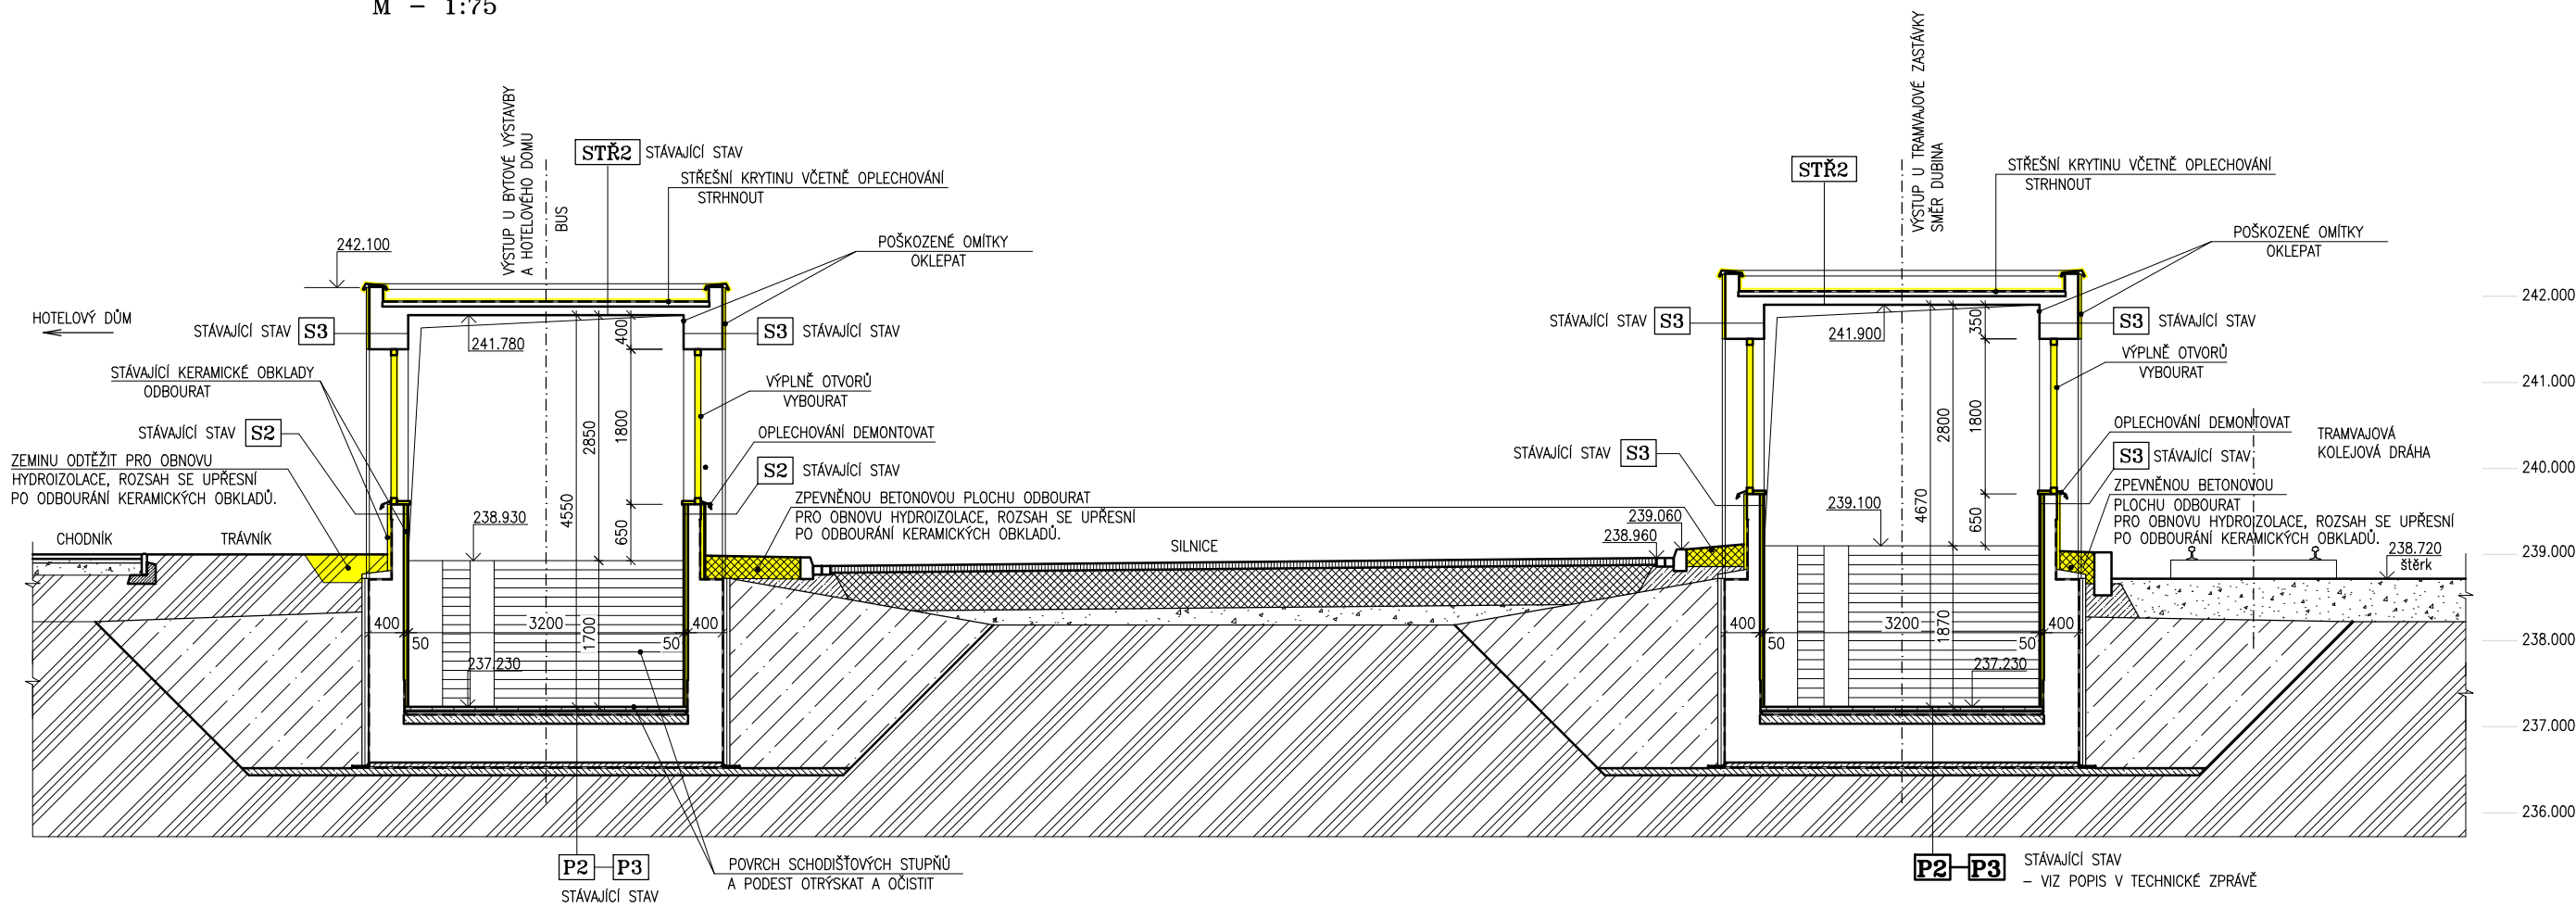 M - 1:75
VÝSTUP U BYTOVÉ VÝSTAVBY
A HOTELOVÉHO DOMU
BUS
STŘ2 STÁVAJÍCÍ STAV
STŘEŠNÍ KRYTINU VČETNĚ OPLECHOVÁNÍ
STRHNOUT
POŠKOZENÉ OMÍTKY
OKLEPAT
242.100
HOTELOVÝ DŮM
STÁVAJÍCÍ STAV S3
S3 STÁVAJÍCÍ STAV
241.780
400
STÁVAJÍCÍ KERAMICKÉ OBKLADY
ODBOURAT
VÝPLNĚ OTVORŮ
VYBOURAT
STÁVAJÍCÍ STAV S2
2850
1800
OPLECHOVÁNÍ DEMONTOVAT
S2 STÁVAJÍCÍ STAV
ZEMINU ODTĚŽIT PRO OBNOVU
HYDROIZOLACE, ROZSAH SE UPŘESNÍ
PO ODBOURÁNÍ KERAMICKÝCH OBKLADŮ.
ZPEVNĚNOU BETONOVOU PLOCHU ODBOURAT
PRO OBNOVU HYDROIZOLACE, ROZSAH SE UPŘESNÍ
PO ODBOURÁNÍ KERAMICKÝCH OBKLADŮ.
238.930
4550
650
CHODNÍK
TRÁVNÍK
SILNICE
239.060
238.960
400
50
3200
1700
50
400
237.230
P2 P3
STÁVAJÍCÍ STAV
POVRCH SCHODIŠŤOVÝCH STUPŇŮ
A PODEST OTRÝSKAT A OČISTIT
VÝSTUP U TRAMVAJOVÉ ZASTÁVKY
SMĚR DUBINA
STŘ2
STŘEŠNÍ KRYTINU VČETNĚ OPLECHOVÁNÍ
STRHNOUT
POŠKOZENÉ OMÍTKY
OKLEPAT
STÁVAJÍCÍ STAV S3
S3 STÁVAJÍCÍ STAV
241.900
350
VÝPLNĚ OTVORŮ
VYBOURAT
2800
1800
OPLECHOVÁNÍ DEMONTOVAT
STÁVAJÍCÍ STAV S3
S3 STÁVAJÍCÍ STAV
TRAMVAJOVÁ
KOLEJOVÁ DRÁHA
ZPEVNĚNOU BETONOVOU
PLOCHU ODBOURAT
PRO OBNOVU HYDROIZOLACE, ROZSAH SE UPŘESNÍ
PO ODBOURÁNÍ KERAMICKÝCH OBKLADŮ.
239.100
4670
650
238.720
štěrk
400
50
3200
1870
50
400
237.230
P2 P3
STÁVAJÍCÍ STAV
- VIZ POPIS V TECHNICKÉ ZPRÁVĚ
242.000
241.000
240.000
239.000
238.000
237.000
236.000